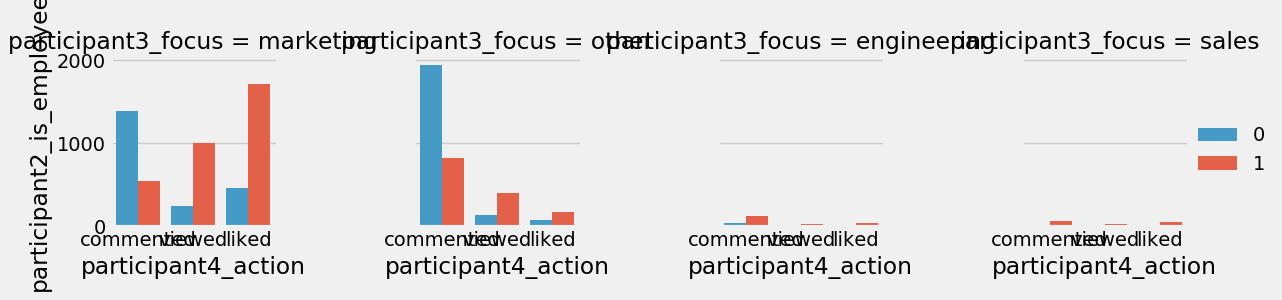 participant3_focus = marketing
participant3_focus = other
participant3_focus = engineering
participant3_focus = sales
participant2_is_employee
2000
1000
0
commented viewed liked
commented viewed liked
commented viewed liked
commented viewed liked
participant4_action
participant4_action
participant4_action
participant4_action
0
1